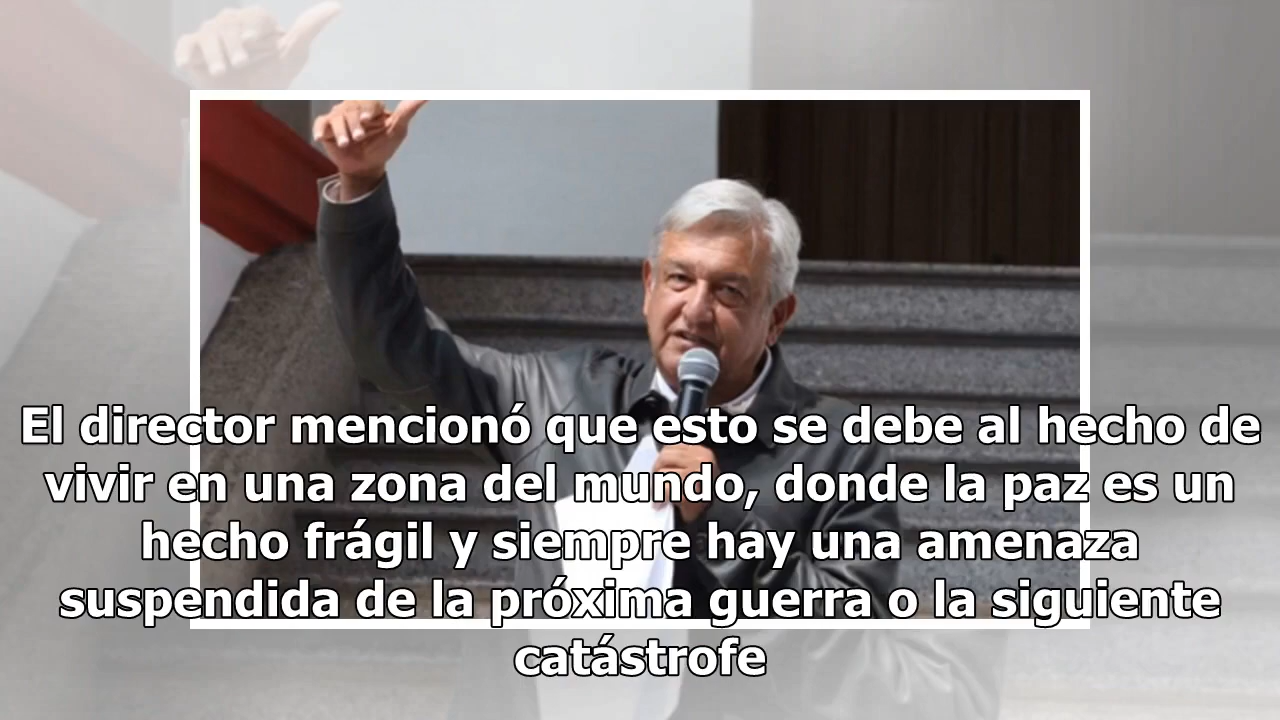 El director mencionó que esto se debe al hecho de
vivir en una zona del mundo, donde la paz es un
hecho frágil y siempre hay una amenaza
suspendida de la próxima guerra o la siguiente
catástrofe